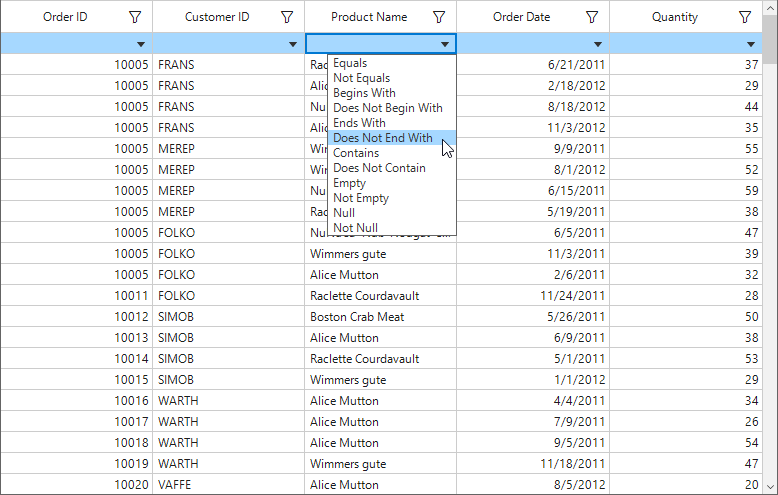 Order ID Customer ID Product Name Order Date Quantity
10005 FRANS Rac 6/21/2011 37
10005 FRANS Alic 2/18/2012 29
10005 FRANS Nu 8/18/2012 44
10005 FRANS Alic 11/3/2012 35
10005 MEREP Wir 9/9/2011 55
10005 MEREP Wir 8/1/2012 52
10005 MEREP Nu 6/15/2011 59
10005 MEREP Rac 5/19/2011 38
10005 FOLKO 6/5/2011 47
10005 FOLKO Wimmers gute 11/3/2011 39
10005 FOLKO Alice Mutton 2/6/2011 32
10011 FOLKO Raclette Courdavault 11/24/2011 28
10012 SIMOB Boston Crab Meat 5/26/2011 50
10013 SIMOB Alice Mutton 6/9/2011 38
10014 SIMOB Raclette Courdavault 5/1/2011 53
10015 SIMOB Wimmers gute 1/1/2012 29
10016 WARTH Alice Mutton 4/4/2011 34
10017 WARTH Alice Mutton 7/9/2011 26
10018 WARTH Alice Mutton 9/5/2011 54
10019 WARTH Wimmers gute 11/18/2011 47
10020 VAFFE Alice Mutton 8/5/2012 20
Equals
Not Equals
Begins With
Does Not Begin With
Ends With
Does Not End With
Contains
Does Not Contain
Empty
Not Empty
Null
Not Null